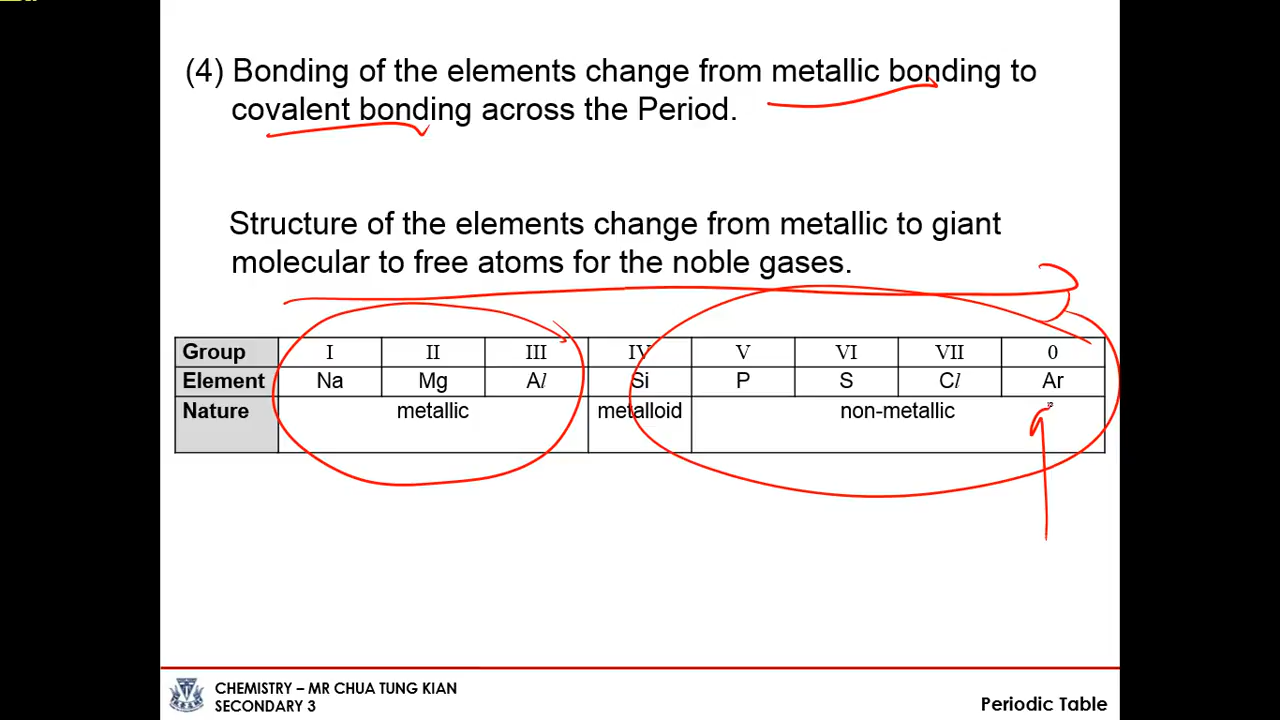 (4) Bonding of the elements change from metallic bonding to
covalent bonding across the Period.
Structure of the elements change from metallic to giant
molecular to free atoms for the noble gases.
Group I II III IV V VI VII 0
Element Na Mg Al Si P S Cl Ar
Nature metallic metalloid non-metallic
CHEMISTRY – MR CHUA TUNG KIAN
SECONDARY 3
Periodic Table